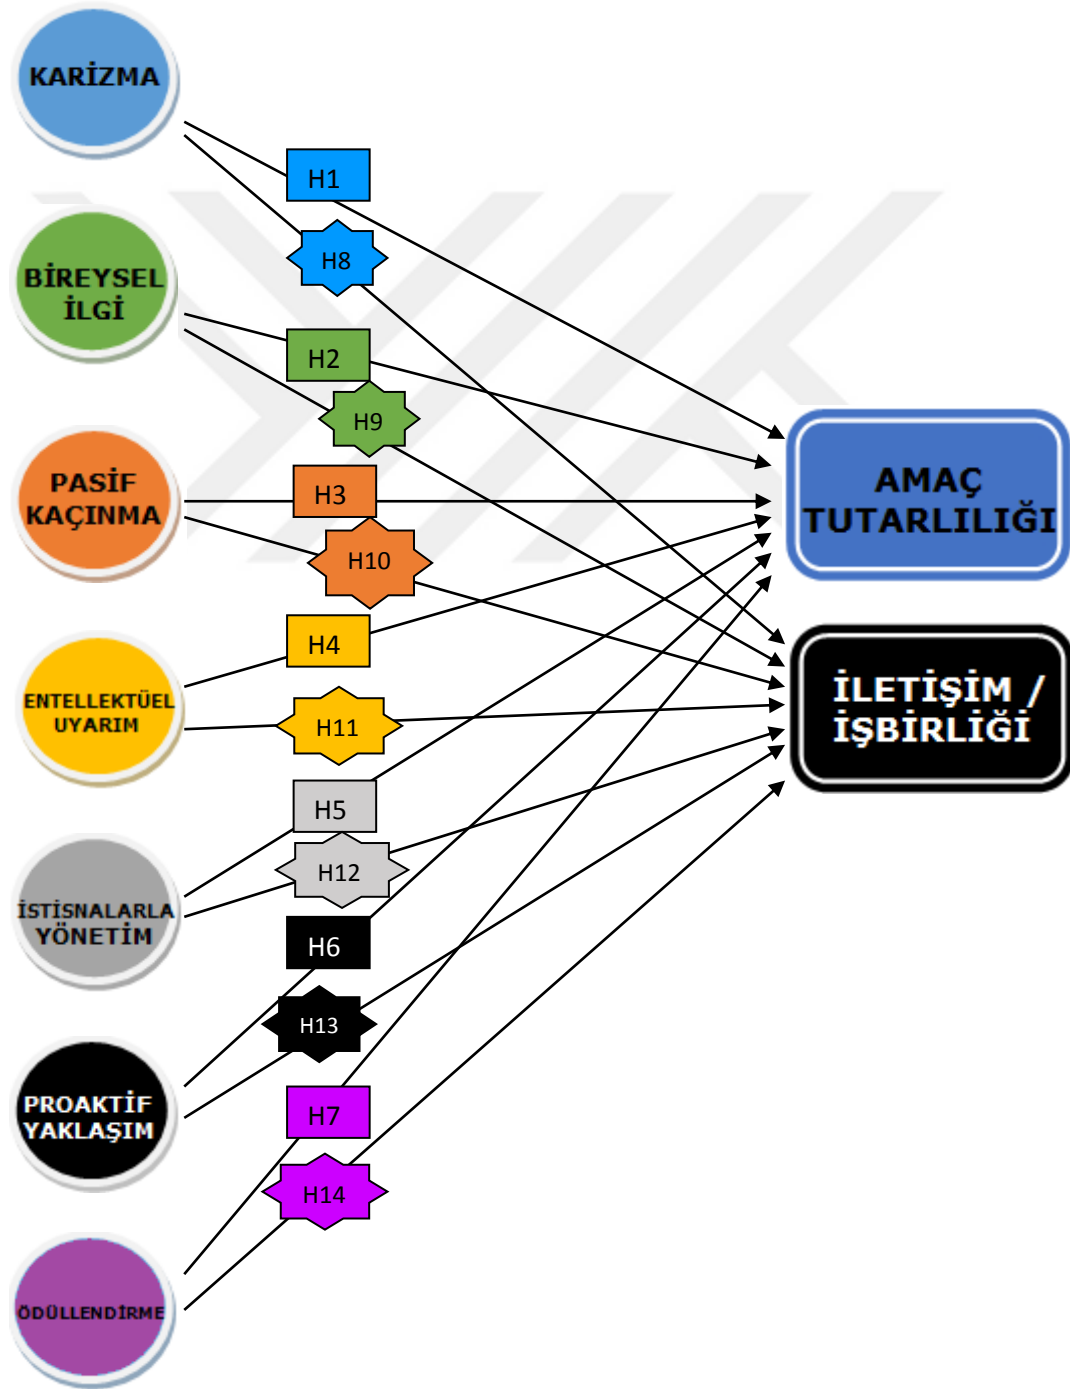 KARİZMA
H1
H8
BİREYSEL
İLGİ
H2
H9
PASİF
KAÇINMA
H3
H10
AMAÇ
TUTARLILIĞI
ENTELLEKTÜEL
UYARIM
H4
H11
İLETİŞİM /
İŞBİRLİĞİ
İSTİSNALARLA
YÖNETİM
H5
H12
H6
H13
PROAKTİF
YAKLAŞIM
H7
H14
ÖDÜLLENDİRME